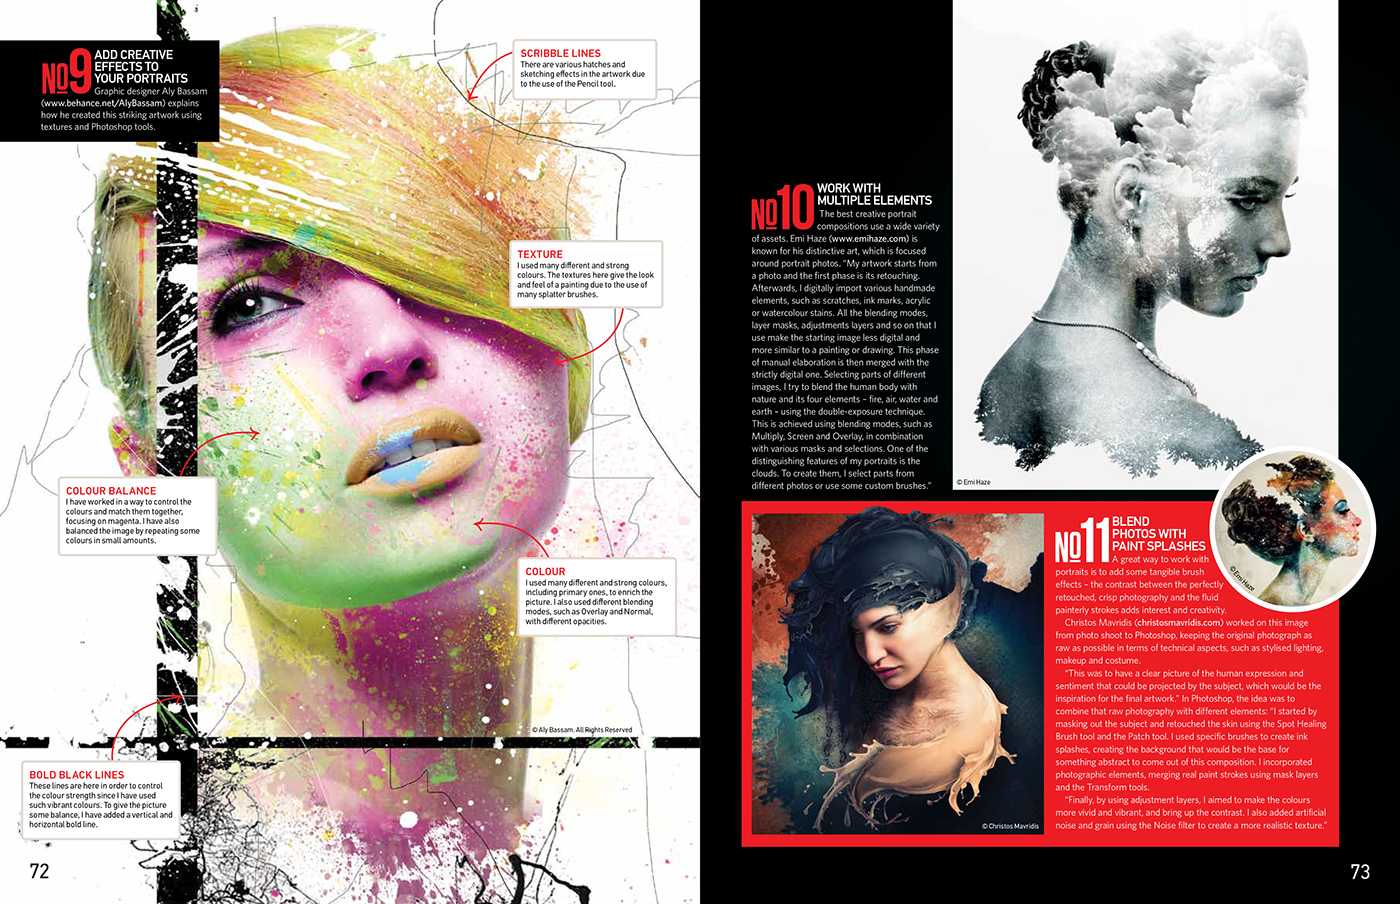 No9 ADD CREATIVE
EFFECTS TO
YOUR PORTRAITS
Graphic designer Aly Bassam
(www.behance.net/AlyBassam) explains
how he created this striking artwork using
textures and Photoshop tools.
SCRIBBLE LINES
There are various hatches and
sketching effects in the artwork due
to the use of the Pencil tool.
TEXTURE
I used many different and strong
colours. The textures here give the look
and feel of a painting due to the use of
many splatter brushes.
COLOUR BALANCE
I have worked in a way to control the
colours and match them together,
focusing on magenta. I have also
balanced the image by repeating some
colours in small amounts.
COLOUR
I used many different and strong colours,
including primary ones, to enrich the
picture. I also used different blending
modes, such as Overlay and Normal,
with different opacities.
© Aly Bassam. All Rights Reserved
BOLD BLACK LINES
These lines are here in order to control
the colour strength since I have used
such vibrant colours. To give the picture
some balance, I have added a vertical and
horizontal bold line.
72
No10 WORK WITH
MULTIPLE ELEMENTS
The best creative portrait
compositions use a wide variety
of assets. Emi Haze (www.emihaze.com) is
known for his distinctive art, which is focused
around portrait photos. “My artwork starts from
a photo and the first phase is its retouching.
Afterwards, I digitally import various handmade
elements, such as scratches, ink marks, acrylic
or watercolour stains. All the blending modes,
layer masks, adjustments layers and so on that I
use make the starting image less digital and
more similar to a painting or drawing. This phase
of manual elaboration is then merged with the
strictly digital one. Selecting parts of different
images, I try to blend the human body with
nature and its four elements – fire, air, water and
earth – using the double-exposure technique.
This is achieved using blending modes, such as
Multiply, Screen and Overlay, in combination
with various masks and selections. One of the
distinguishing features of my portraits is the
clouds. To create them, I select parts from
different photos or use some custom brushes.”
© Emi Haze
No11 BLEND
PHOTOS WITH
PAINT SPLASHES
A great way to work with
portraits is to add some tangible brush
effects – the contrast between the perfectly
retouched, crisp photography and the fluid
painterly strokes adds interest and creativity.
Christos Mavridis (christosmavridis.com) worked on this image
from photo shoot to Photoshop, keeping the original photograph as
raw as possible in terms of technical aspects, such as stylised lighting,
makeup and costume.
“This was to have a clear picture of the human expression and
sentiment that could be projected by the subject, which would be the
inspiration for the final artwork.” In Photoshop, the idea was to
combine that raw photography with different elements: “I started by
masking out the subject and retouched the skin using the Spot Healing
Brush tool and the Patch tool. I used specific brushes to create ink
splashes, creating the background that would be the base for
something abstract to come out of this composition. I incorporated
photographic elements, merging real paint strokes using mask layers
and the Transform tools.
“Finally, by using adjustment layers, I aimed to make the colours
more vivid and vibrant, and bring up the contrast. I also added artificial
noise and grain using the Noise filter to create a more realistic texture.”
© Emi Haze
© Christos Mavridis
73